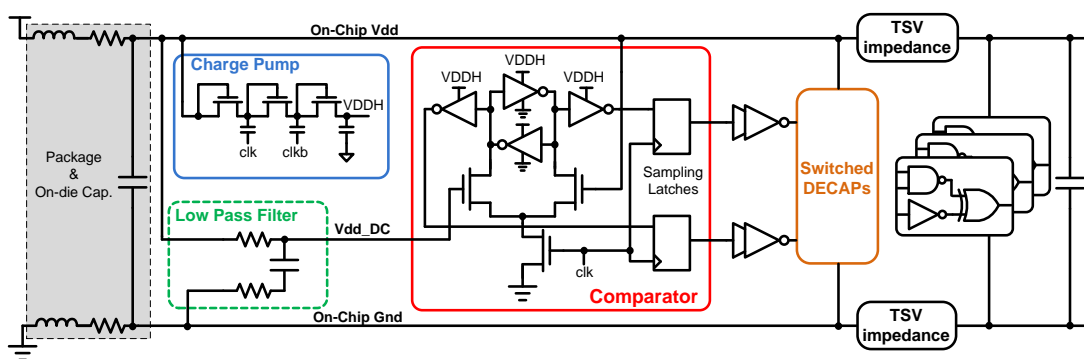 On-Chip Vdd
TSV
impedance
Charge Pump
VDDH
clk
clkb
VDDH
VDDH
VDDH
Sampling
Latches
clk
Comparator
Package
&
On-die Cap.
Low Pass Filter
Vdd_DC
Switched
DECAPs
On-Chip Gnd
TSV
impedance